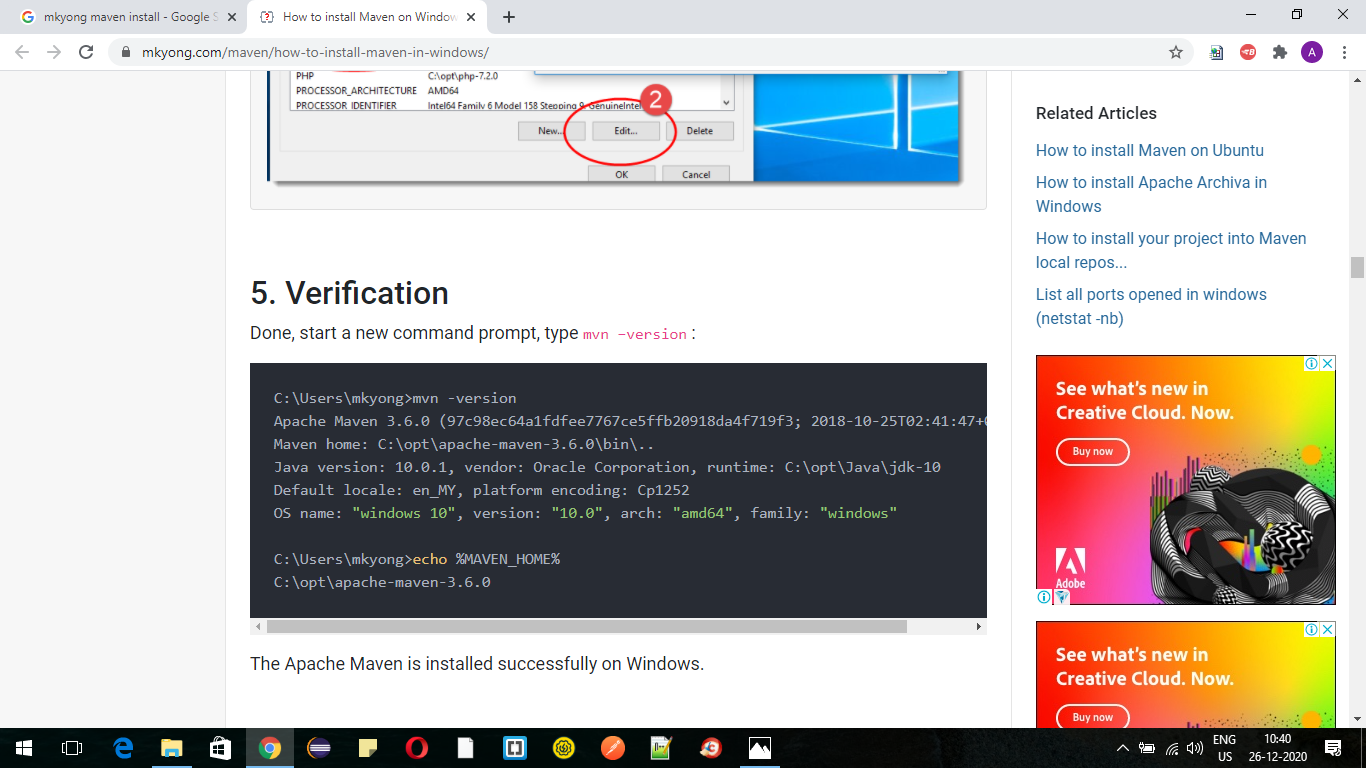 mkyong maven install - Google S
How to install Maven on Window
mkyong.com/maven/how-to-install-maven-in-windows/
A
PHP C:\opt\php-7.2.0
PROCESSOR_ARCHITECTURE AMD64
PROCESSOR_IDENTIFIER Intel64 Family 6 Model 158 Stepping 9, GenuineIntel
2
New... Edit... Delete
OK Cancel
5. Verification
Done, start a new command prompt, type mvn -version :
C:\Users\mkyong>mvn -version
Apache Maven 3.6.0 (97c98ec64a1fdfee7767ce5ffb20918da4f719f3; 2018-10-25T02:41:47+0
Maven home: C:\opt\apache-maven-3.6.0\bin\..
Java version: 10.0.1, vendor: Oracle Corporation, runtime: C:\opt\Java\jdk-10
Default locale: en_MY, platform encoding: Cp1252
OS name: "windows 10", version: "10.0", arch: "amd64", family: "windows"
C:\Users\mkyong>echo %MAVEN_HOME%
C:\opt\apache-maven-3.6.0
The Apache Maven is installed successfully on Windows.
Related Articles
How to install Maven on Ubuntu
How to install Apache Archiva in
Windows
How to install your project into Maven
local repos...
List all ports opened in windows
(netstat -nb)
See what's new in
Creative Cloud. Now.
Buy now
Adobe
See what's new in
Creative Cloud. Now.
Buy now
ENG
US
10:40
26-12-2020